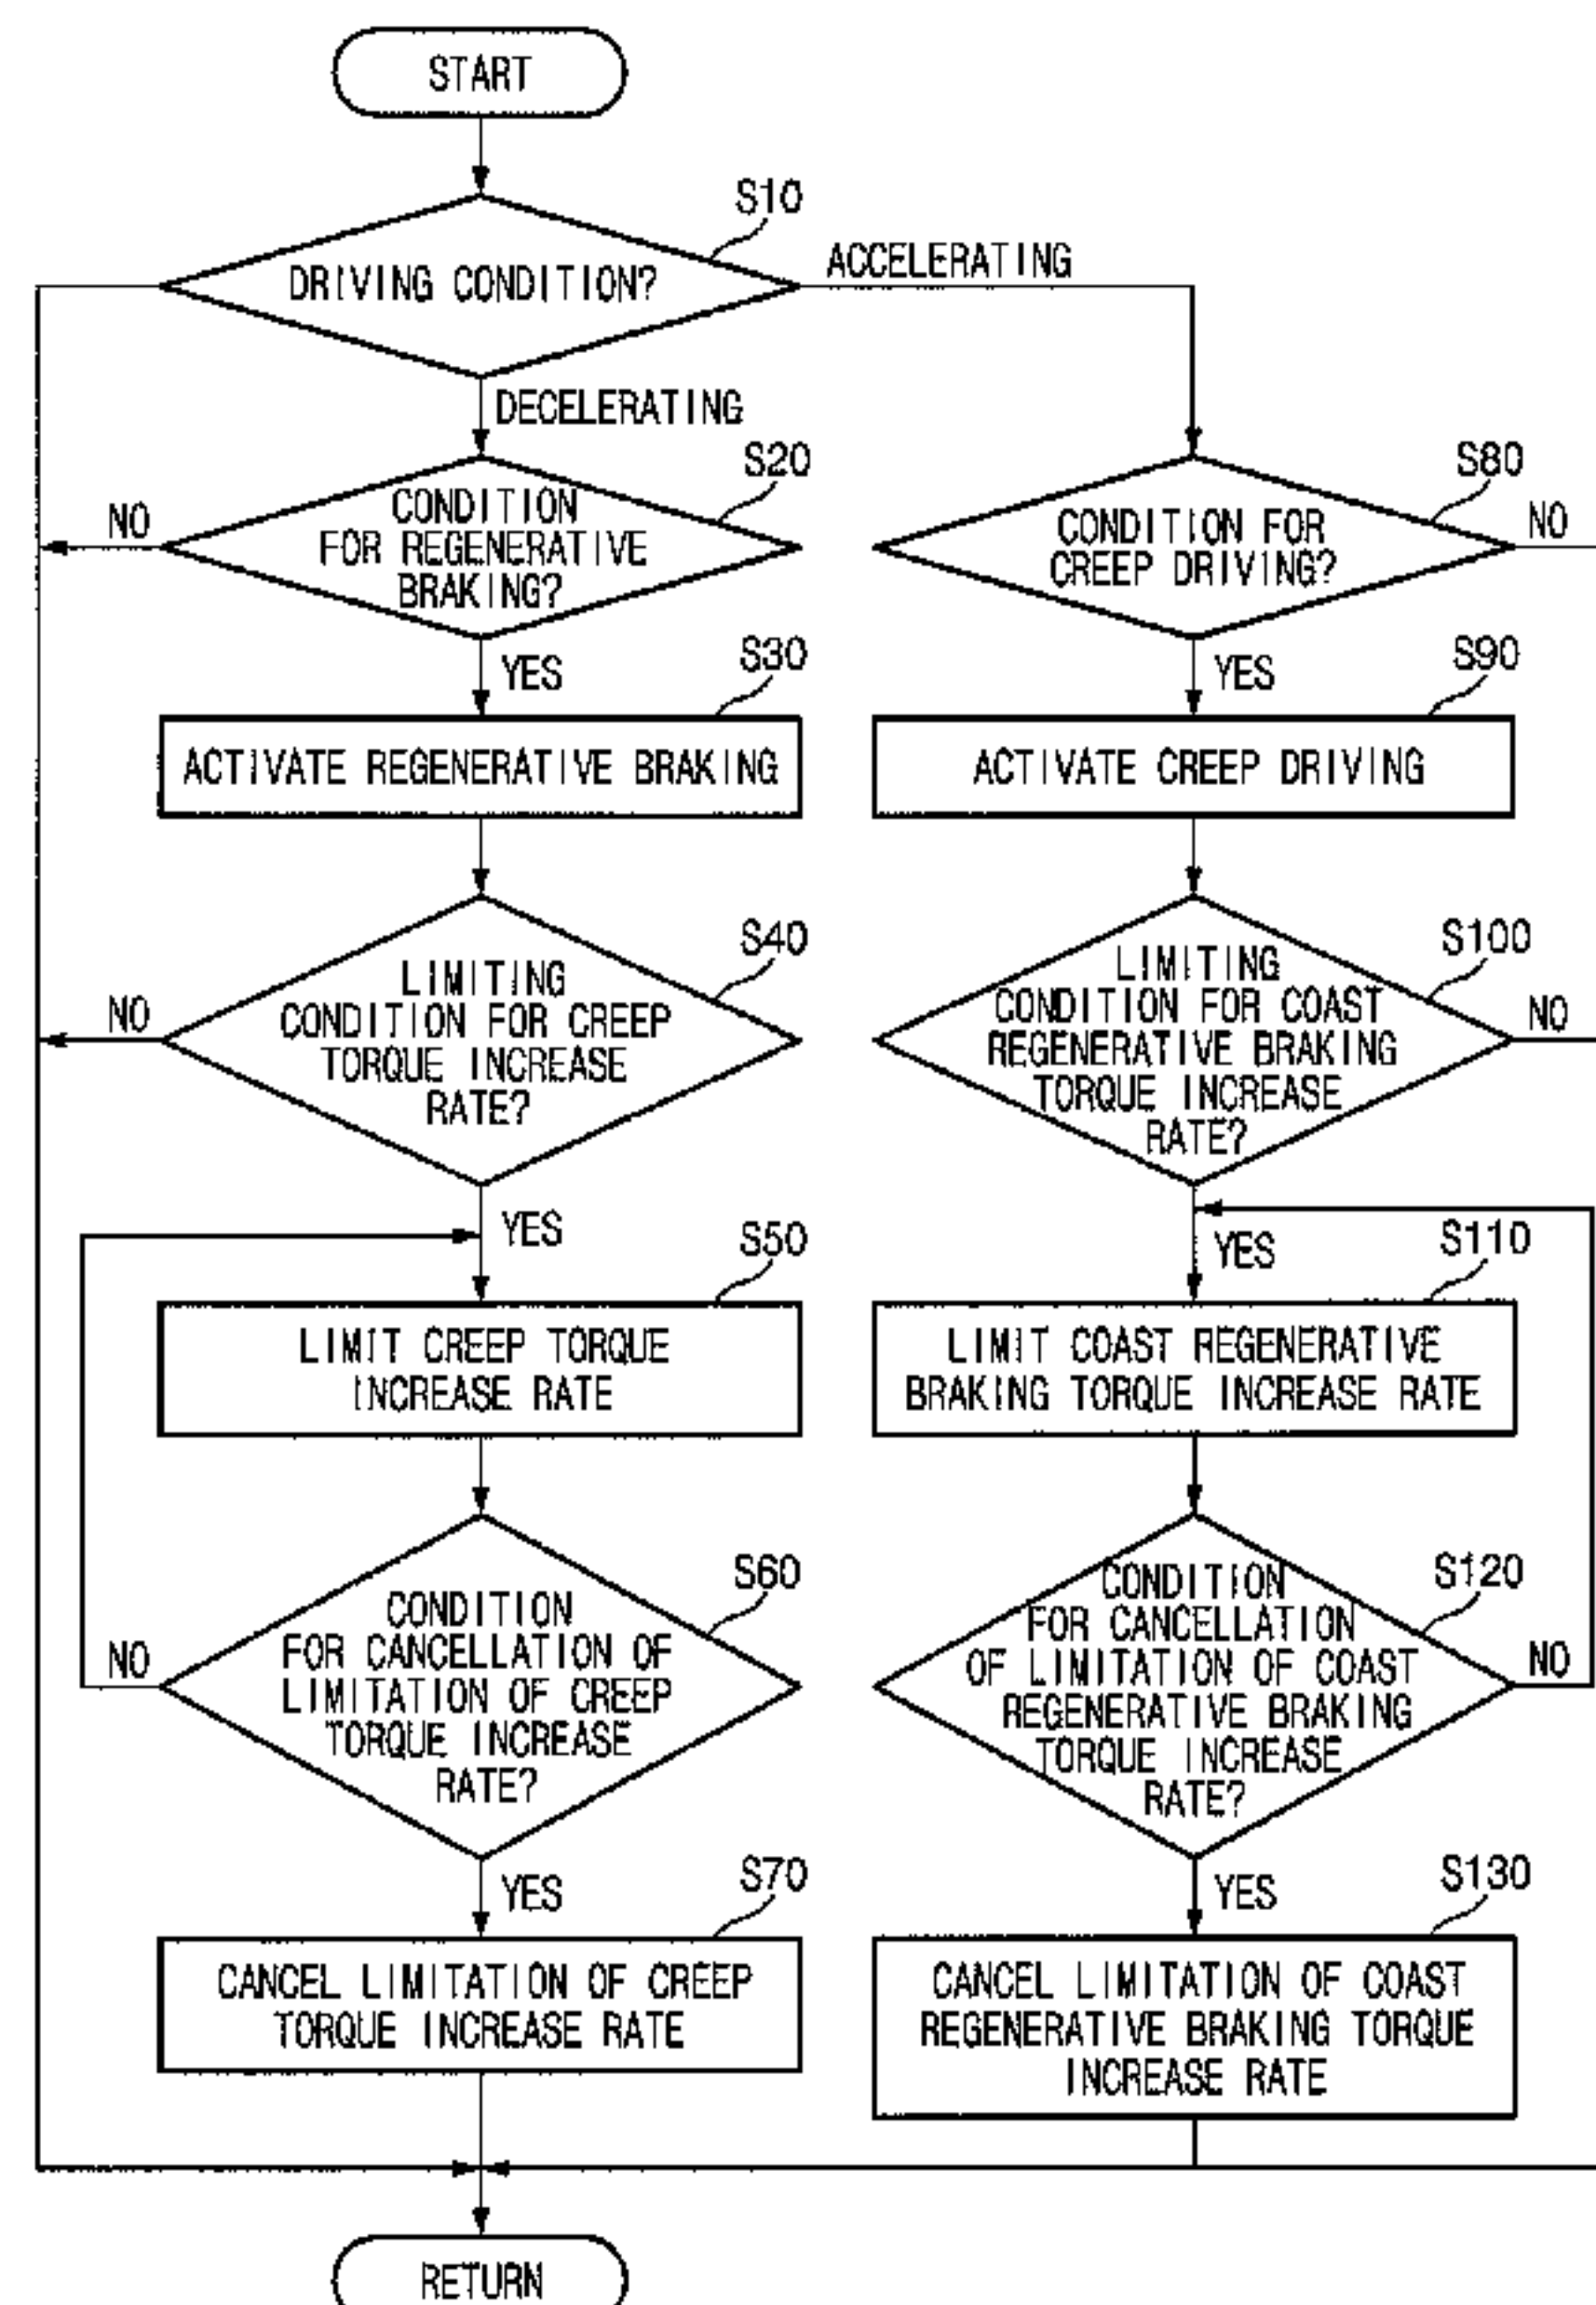 START
S10
DRIVING CONDITION?
ACCELERATING
DECELERATING
S20
CONDITION
FOR REGENERATIVE
BRAKING?
NO
S80
CONDITION FOR
CREEP DRIVING?
NO
YES
S30
YES
S90
ACTIVATE REGENERATIVE BRAKING
ACTIVATE CREEP DRIVING
S40
LIMITING
CONDITION FOR CREEP
TORQUE INCREASE
RATE?
NO
S100
LIMITING
CONDITION FOR COAST
REGENERATIVE BRAKING
TORQUE INCREASE
RATE?
NO
YES
S50
YES
S110
LIMIT CREEP TORQUE
INCREASE RATE
LIMIT COAST REGENERATIVE
BRAKING TORQUE INCREASE RATE
S60
CONDITION
FOR CANCELLATION OF
LIMITATION OF CREEP
TORQUE INCREASE
RATE?
NO
S120
CONDITION
FOR CANCELLATION
OF LIMITATION OF COAST
REGENERATIVE BRAKING
TORQUE INCREASE
RATE?
NO
YES
S70
YES
S130
CANCEL LIMITATION OF CREEP
TORQUE INCREASE RATE
CANCEL LIMITATION OF COAST
REGENERATIVE BRAKING TORQUE
INCREASE RATE
RETURN